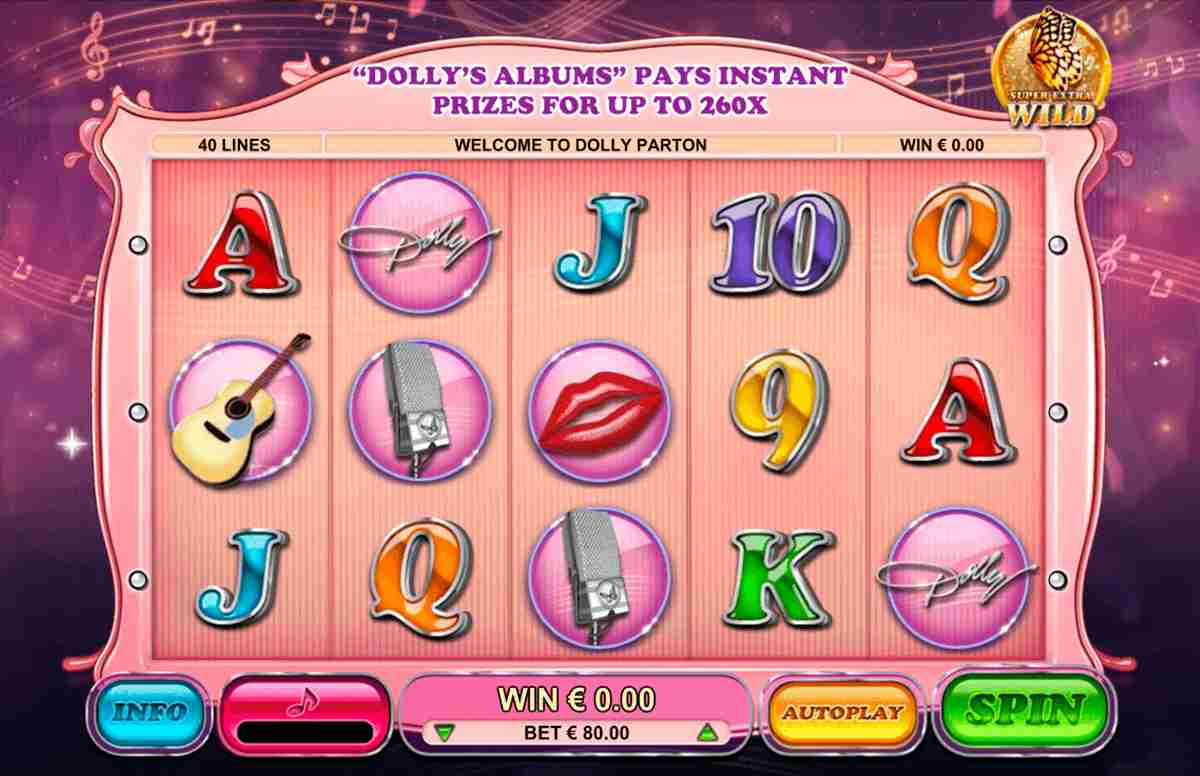 “DOLLY’S ALBUMS” PAYS INSTANT
PRIZES FOR UP TO 260X
SUPER EXTRA
WILD
40 LINES
WELCOME TO DOLLY PARTON
WIN € 0.00
A
Dolly
J
10
Q
9
A
J
Q
K
Dolly
INFO
WIN € 0.00
BET € 80.00
AUTOPLAY
SPIN